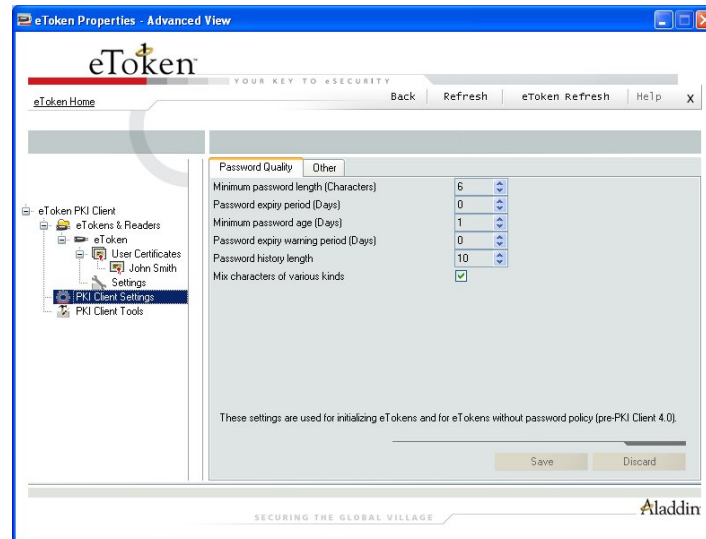 eToken Properties - Advanced View
eToken
YOUR KEY TO eSECURITY
eToken Home
Back
Refresh
eToken Refresh
Help
x
Password Quality
Other
Minimum password length (Characters)
6
Password expiry period (Days)
0
Minimum password age (Days)
1
Password expiry warning period (Days)
0
Password history length
10
Mix characters of various kinds
eToken PKI Client
eTokens & Readers
eToken
User Certificates
John Smith
Settings
PKI Client Settings
PKI Client Tools
These settings are used for initializing eTokens and for eTokens without password policy (pre-PKI Client 4.0).
Save
Discard
SECURING THE GLOBAL VILLAGE
Aladdin